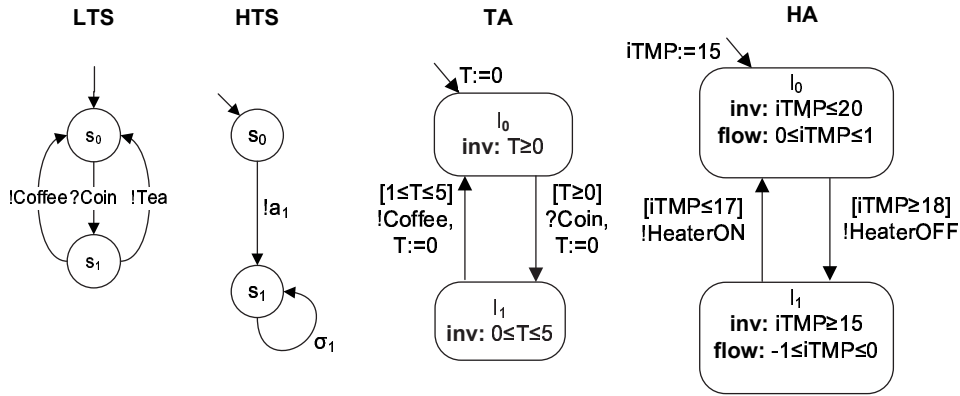 LTS
s0
!Coffee ?Coin !Tea
s1
HTS
s0
!a1
s1
σ1
TA
T:=0
l0
inv: T≥0
[1≤T≤5]
!Coffee,
T:=0
[T≥0]
?Coin,
T:=0
l1
inv: 0≤T≤5
HA
iTMP:=15
l0
inv: iTMP≤20
flow: 0≤iTMP≤1
[iTMP≤17]
!HeaterON
[iTMP≥18]
!HeaterOFF
l1
inv: iTMP≥15
flow: -1≤iTMP≤0